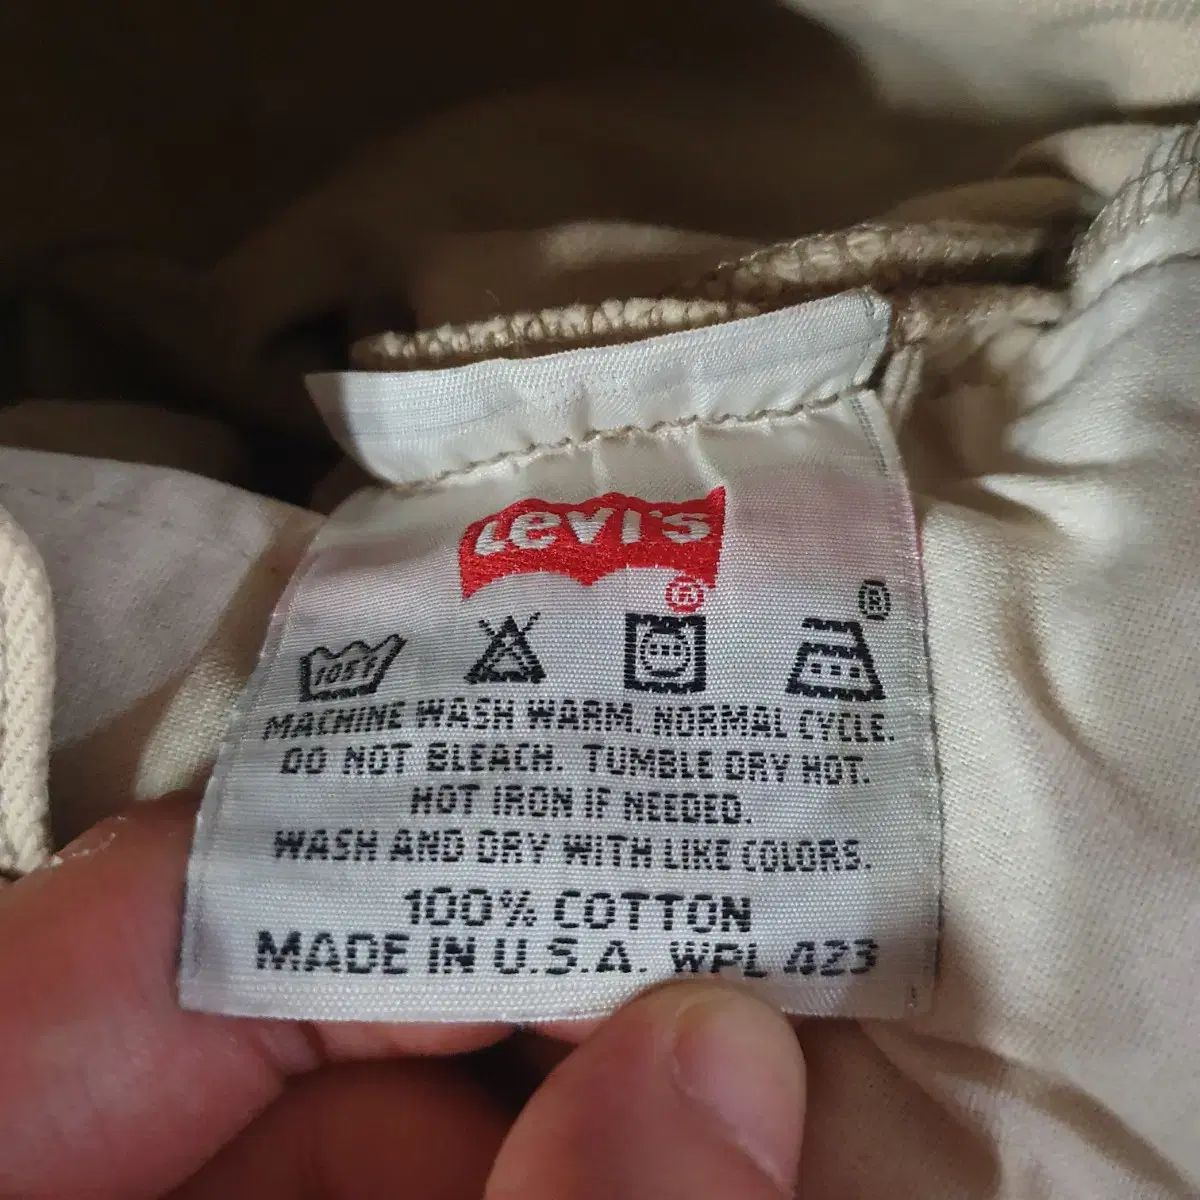 Levi's
®
®
105°F
MACHINE WASH WARM. NORMAL CYCLE.
DO NOT BLEACH. TUMBLE DRY HOT.
HOT IRON IF NEEDED.
WASH AND DRY WITH LIKE COLORS.
100% COTTON
MADE IN U.S.A. WPL 423